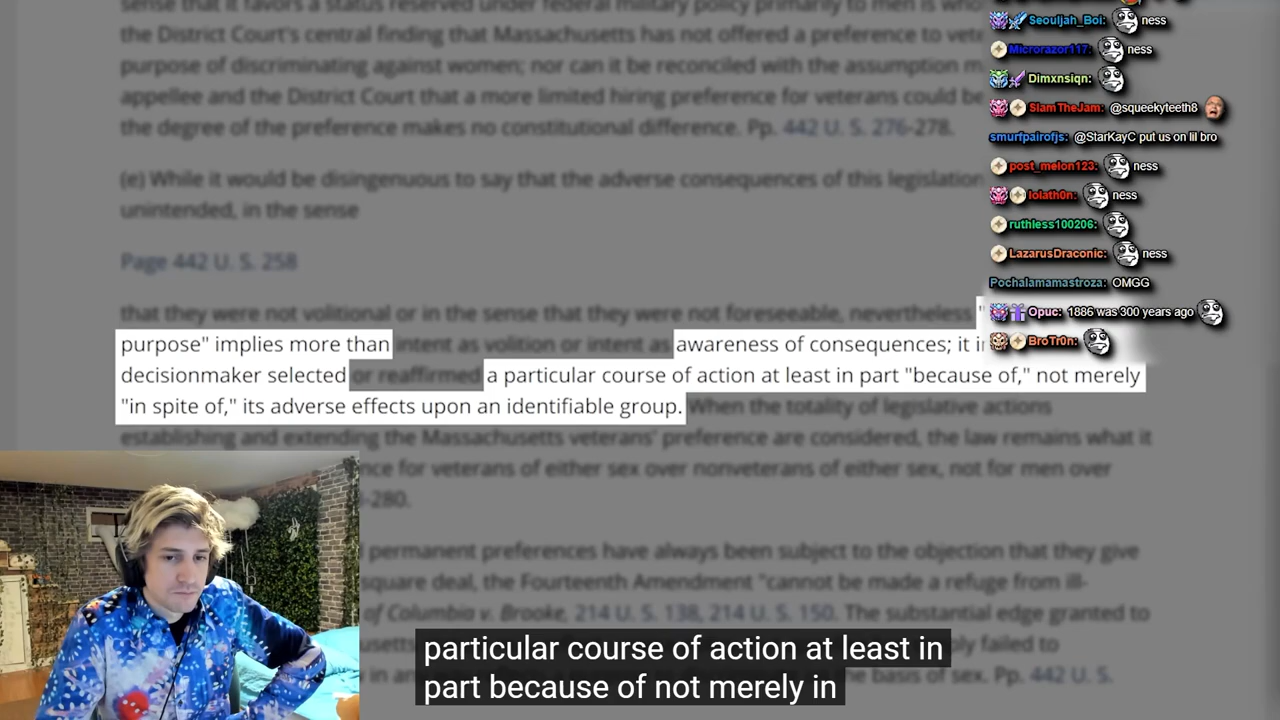 sense that it favors a status reserved under federal military policy primarily to men is
the District Court's central finding that Massachusetts has not offered a preference to
purpose of discriminating against women; nor can it be reconciled with the assumption
appellee and the District Court that a more limited hiring preference for veterans could
the degree of the preference makes no constitutional difference. Pp. 442 U. S. 276-278.
(e) While it would be disingenuous to say that the adverse consequences of this legislation
unintended, in the sense
Page 442 U. S. 258
that they were not volitional or in the sense that they were not foreseeable, nevertheless "
purpose" implies more than intent as volition or intent as awareness of consequences; it
decisionmaker selected or reaffirmed a particular course of action at least in part "because of," not merely
"in spite of," its adverse effects upon an identifiable group. When the totality of legislative actions
establishing and extending the Massachusetts veterans' preference are considered, the law remains what it
for veterans of either sex over nonveterans of either sex, not for men over
-280.
permanent preferences have always been subject to the objection that they give
square deal, the Fourteenth Amendment "cannot be made a refuge from ill-
of Columbia v. Brooke, 214 U. S. 138, 214 U. S. 150. The substantial edge granted to
failed to
the basis of sex. Pp. 442 U. S.
Seouljah_Boi: ness
Microrazor117: ness
Dimxnsiqn:
SlamTheJam: @squeekyteeth8
smurfpairofjs: @StarKayC put us on lil bro
post_melon123: ness
lolath0n: ness
ruthless100206:
LazarusDraconic: ness
Pochalamamastroza: OMGG
Opuc: 1886 was 300 years ago
BroTr0n:
particular course of action at least in
part because of not merely in